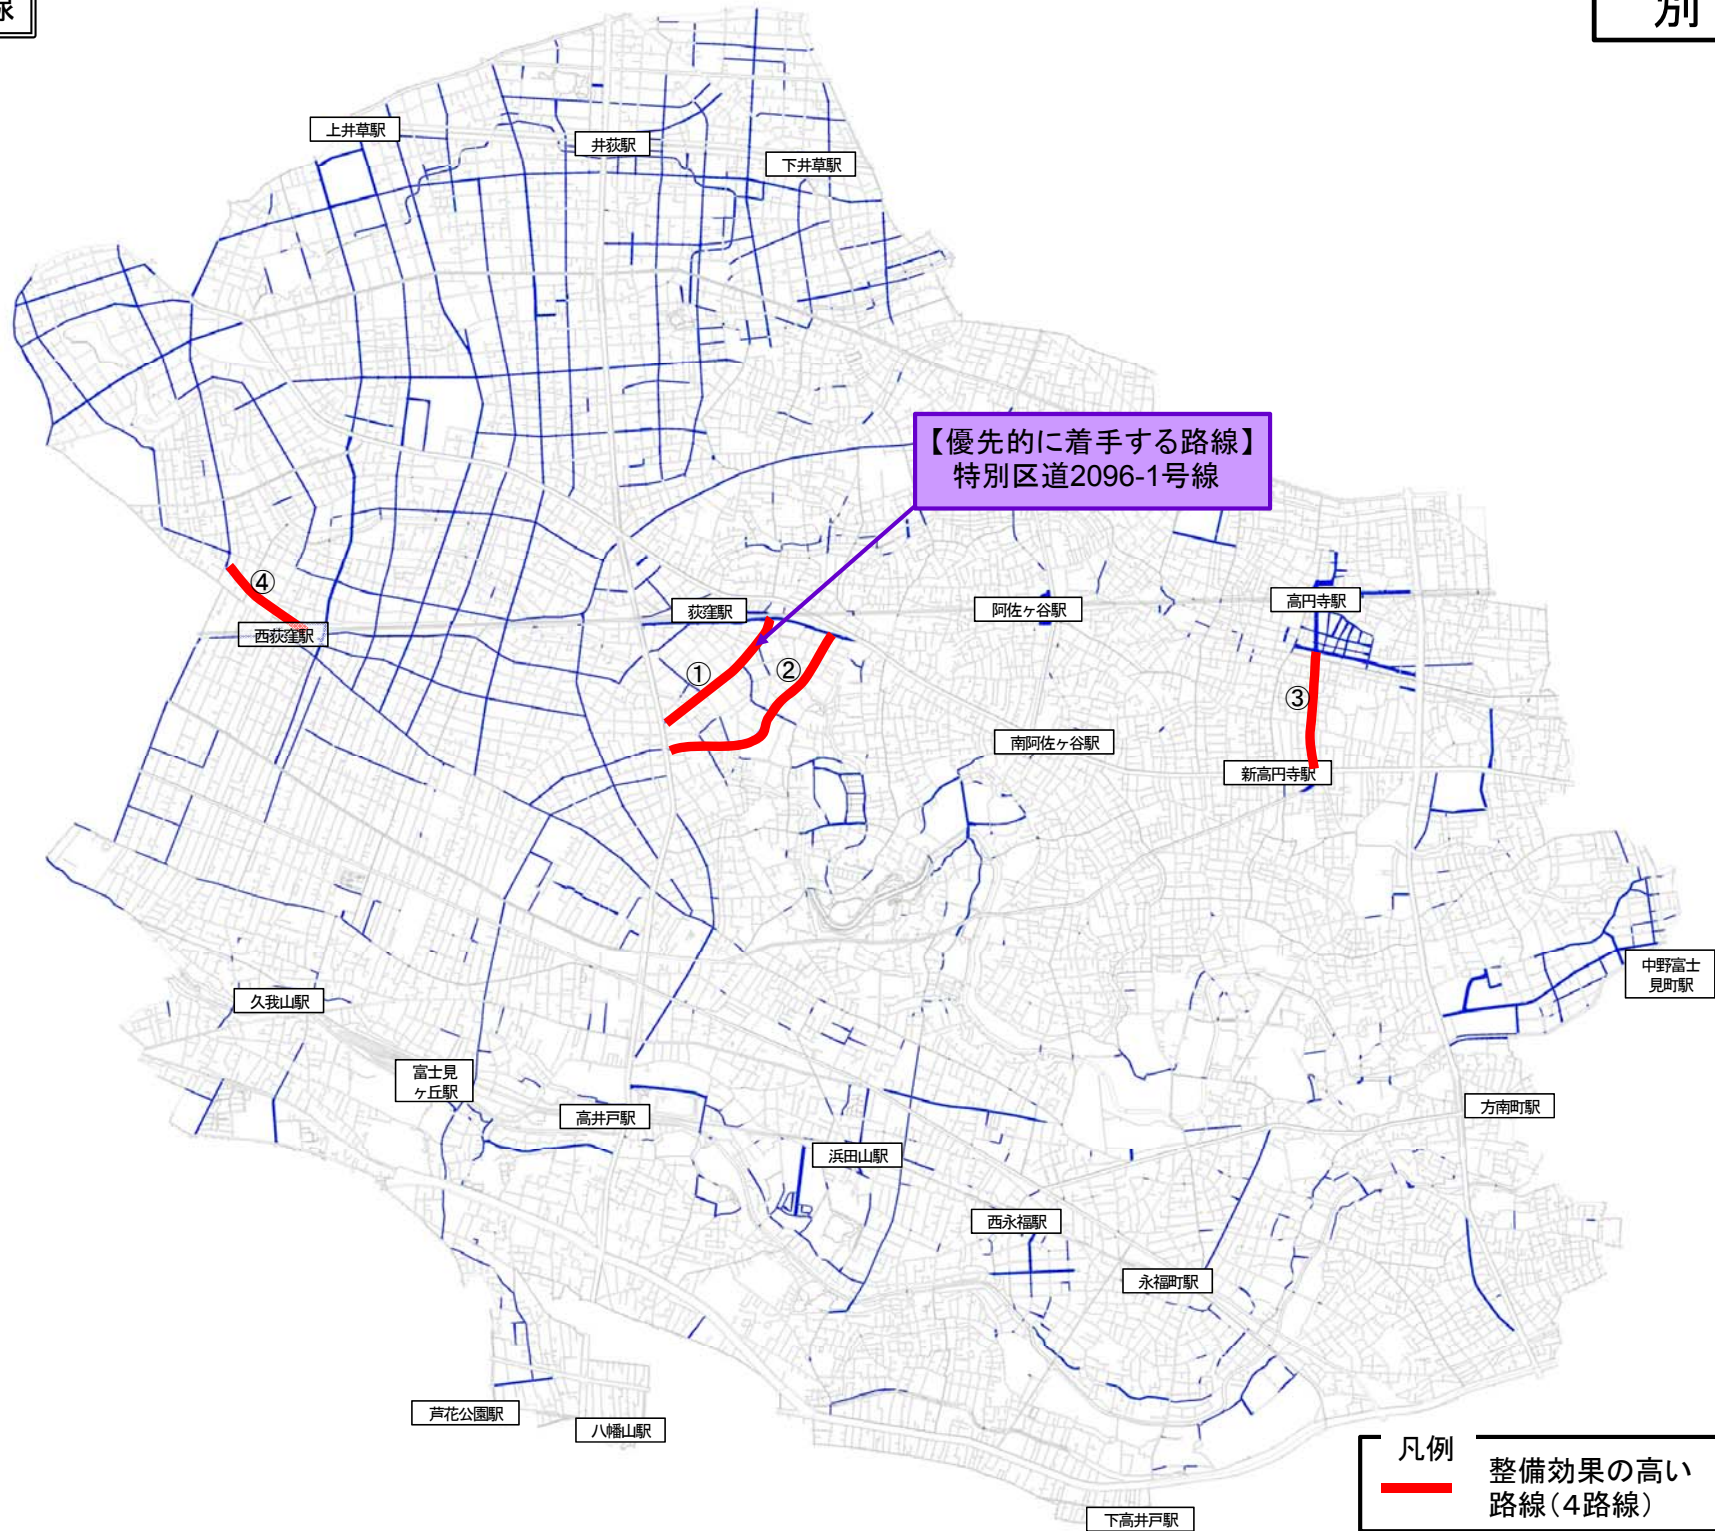 線
別
上井草駅
井荻駅
下井草駅
【優先的に着手する路線】
特別区道2096-1号線
④
西荻窪駅
荻窪駅
①
②
阿佐ヶ谷駅
高円寺駅
③
南阿佐ヶ谷駅
新高円寺駅
中野富士
見町駅
久我山駅
富士見
ヶ丘駅
高井戸駅
方南町駅
浜田山駅
西永福駅
永福町駅
芦花公園駅
八幡山駅
下高井戸駅
凡例
整備効果の高い
路線(4路線)